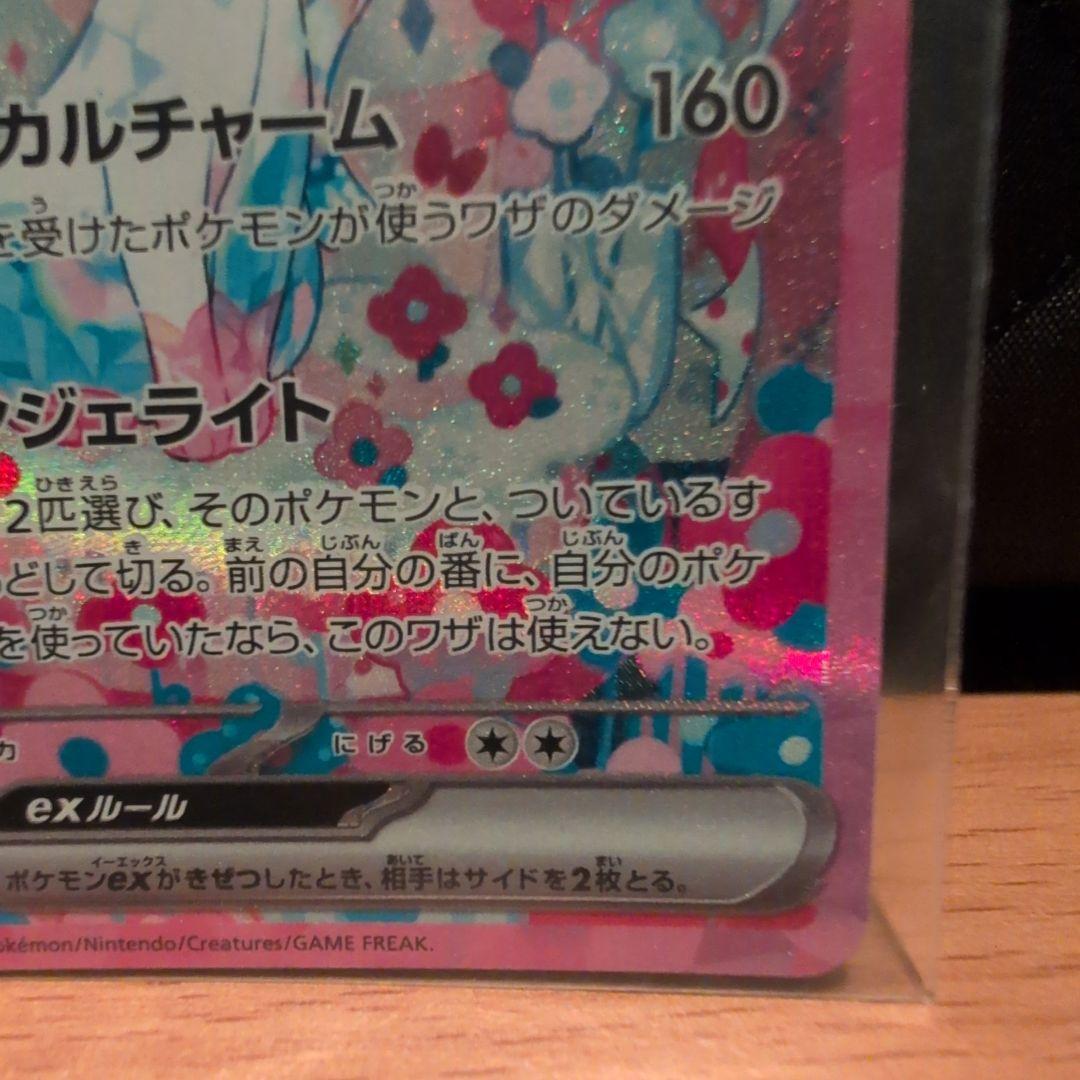 カルチャーム 160
を受けたポケモンが使うワザのダメージ
ンジェライト
2匹選び、そのポケモンと、ついているす
どして切る。前の自分の番に、自分のポケ
を使っていたなら、このワザは使えない。
力 にげる
exルール
ポケモンexがきぜつしたとき、相手はサイドを2枚とる。
okémon/Nintendo/Creatures/GAME FREAK.